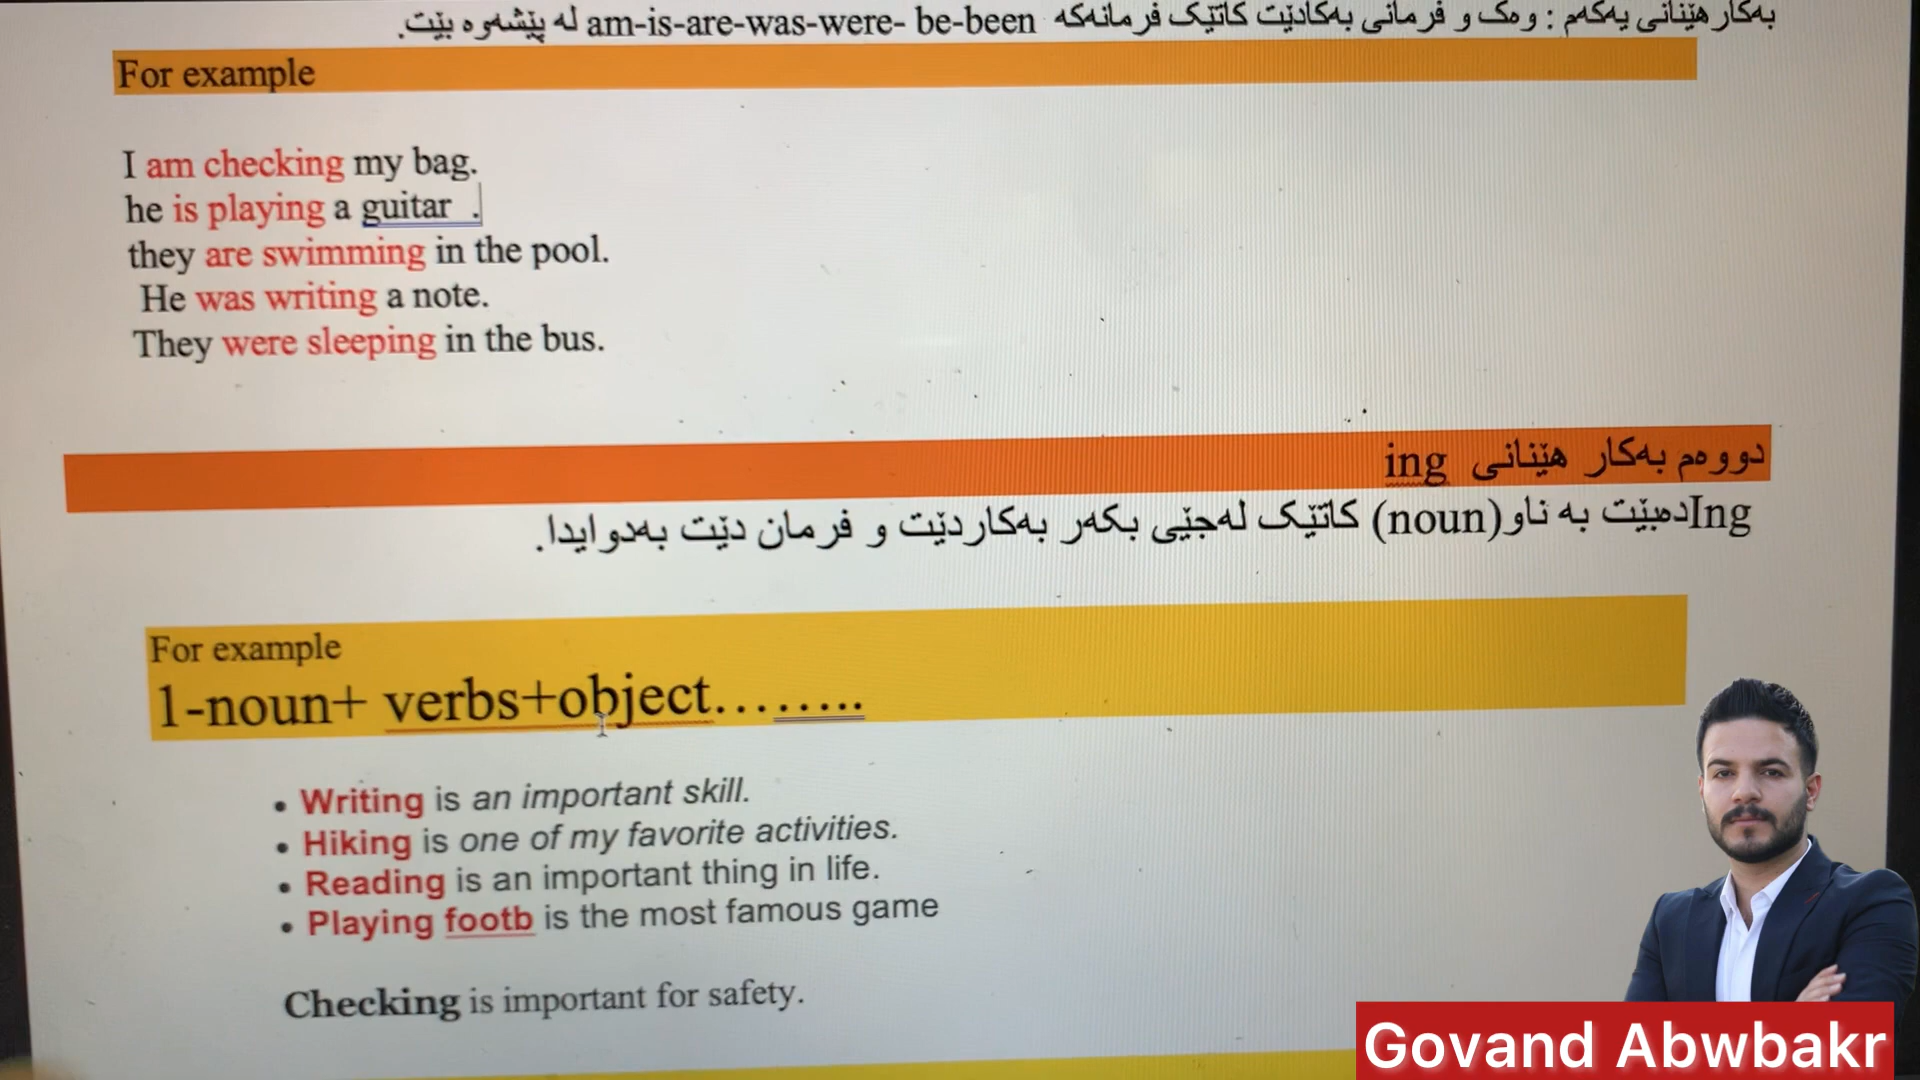 بەکار هێنانی یەکەم : وەک و فرمانی بەکادێت کاتێک فرمانەکە am-is-are-was-were- be-been لە پێشەوە بێت.
For example
I am checking my bag.
he is playing a guitar .
they are swimming in the pool.
He was writing a note.
They were sleeping in the bus.
دووەم بەکار هێنانی ing
Ingدەبێت بە ناو(noun) کاتێک لەجێی بکەر بەکاردێت و فرمان دێت بەدوایدا.
For example
1-noun+ verbs+object……..
• Writing is an important skill.
• Hiking is one of my favorite activities.
• Reading is an important thing in life.
• Playing footb is the most famous game
Checking is important for safety.
Govand Abwbakr